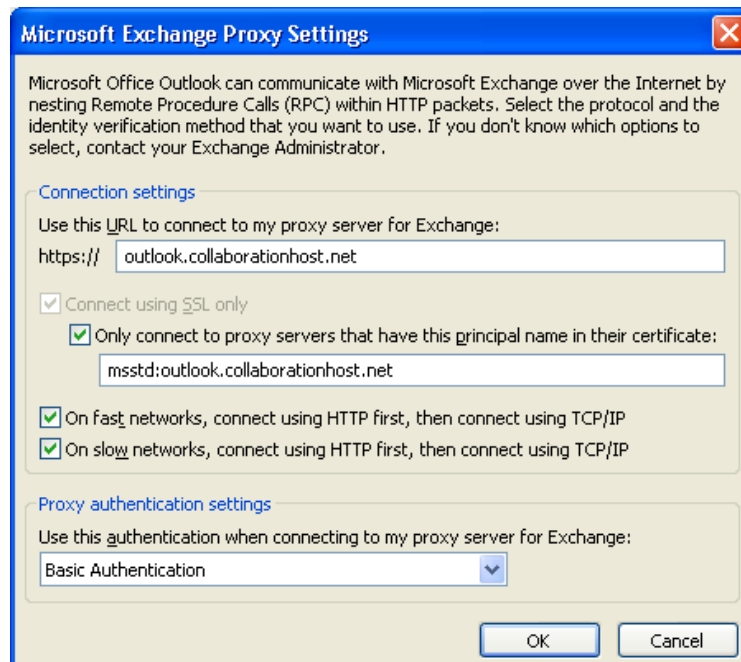 Microsoft Exchange Proxy Settings
Microsoft Office Outlook can communicate with Microsoft Exchange over the Internet by
nesting Remote Procedure Calls (RPC) within HTTP packets. Select the protocol and the
identity verification method that you want to use. If you don't know which options to
select, contact your Exchange Administrator.
Connection settings
Use this URL to connect to my proxy server for Exchange:
https:// outlook.collaborationhost.net
Connect using SSL only
Only connect to proxy servers that have this principal name in their certificate:
msstd:outlook.collaborationhost.net
On fast networks, connect using HTTP first, then connect using TCP/IP
On slow networks, connect using HTTP first, then connect using TCP/IP
Proxy authentication settings
Use this authentication when connecting to my proxy server for Exchange:
Basic Authentication
OK Cancel